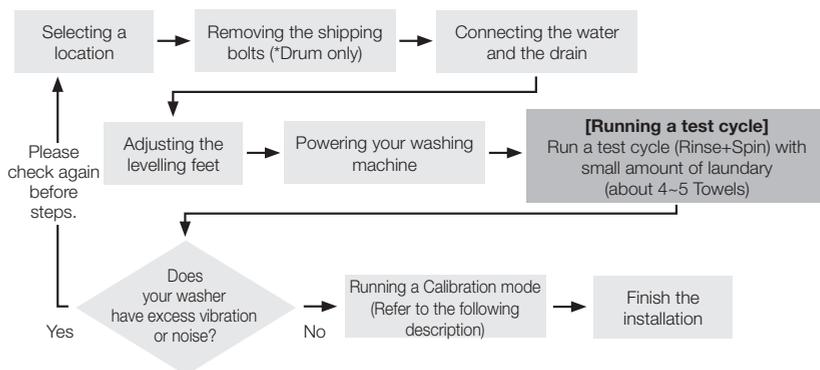 Selecting a
location
Removing the shipping
bolts (*Drum only)
Connecting the water
and the drain
Adjusting the
levelling feet
Powering your washing
machine
[Running a test cycle]
Run a test cycle (Rinse+Spin) with
small amount of laundary
(about 4~5 Towels)
Please
check again
before
steps.
Does
your washer
have excess vibration
or noise?
Yes
No
Running a Calibration mode
(Refer to the following
description)
Finish the
installation